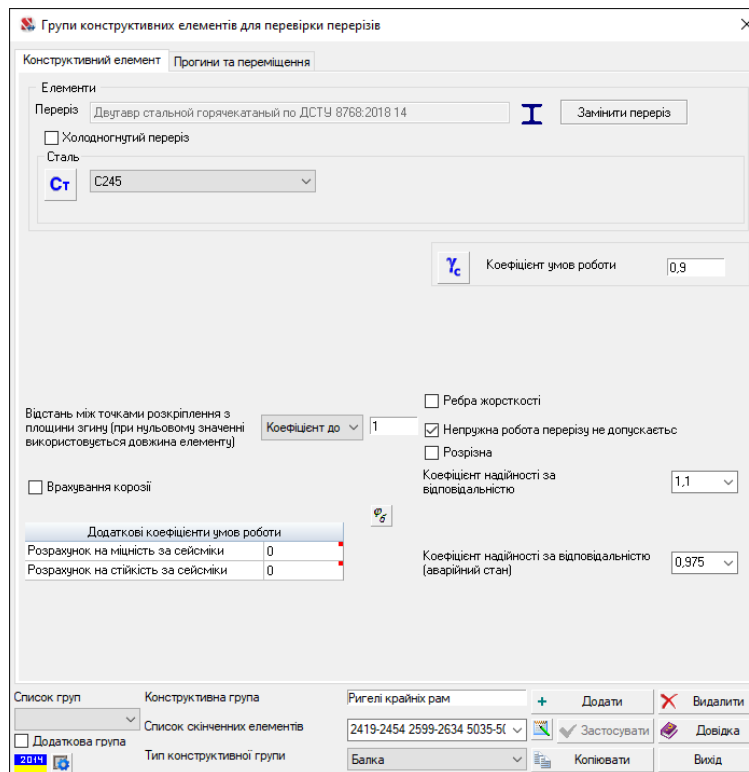 Групи конструктивних елементів для перевірки перерізів
Конструктивний елемент
Прогини та переміщення
Елементи
Переріз
Двутавр стальной горячекатаный по ДСТУ 8768:2018 14
Замінити переріз
Холодногнутий переріз
Сталь
Ст
С245
γc
Коефіцієнт умов роботи
0,9
Відстань між точками розкріплення з
площини згину (при нульовому значенні
використовується довжина елементу)
Коефіцієнт до
1
Ребра жорсткості
Непружна робота перерізу не допускаєтьс
Розрізна
Коефіцієнт надійності за
відповідальністю
1,1
Врахування корозії
φб
Додаткові коефіцієнти умов роботи
Розрахунок на міцність за сейсміки 0
Розрахунок на стійкість за сейсміки 0
Коефіцієнт надійності за відповідальністю
(аварійний стан)
0,975
Список груп
Додаткова група
2014
Конструктивна група
Ригелі крайніх рам
Список скінченних елементів
2419-2454 2599-2634 5035-50
Тип конструктивної групи
Балка
Додати
Видалити
Застосувати
Довідка
Копіювати
Вихід